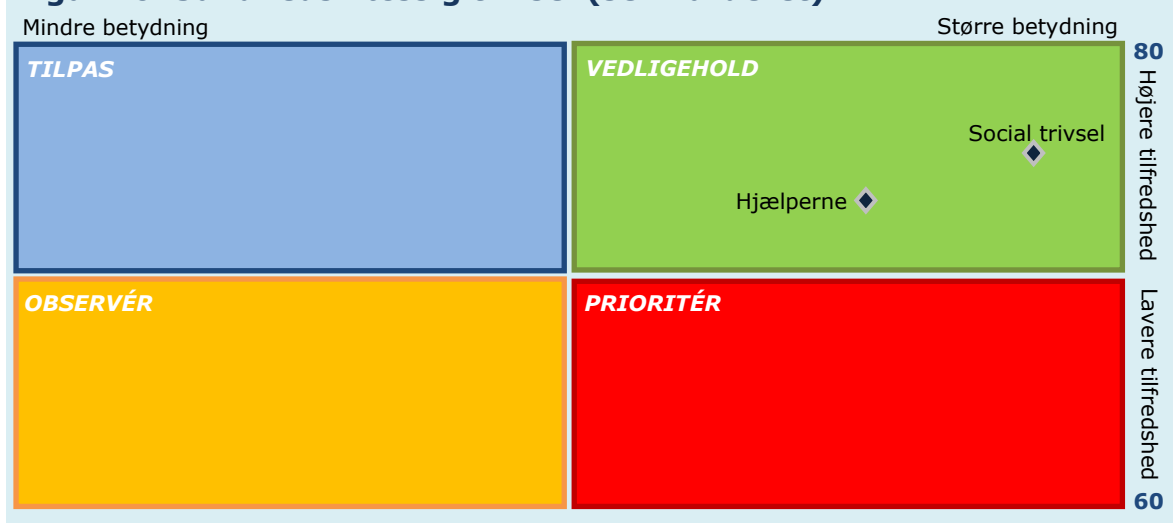 Mindre betydning
Større betydning
TILPAS
VEDLIGEHOLD
80
Højere tilfredshed
Social trivsel
Hjælperne
OBSERVÉR
PRIORITÉR
Lavere tilfredshed
60